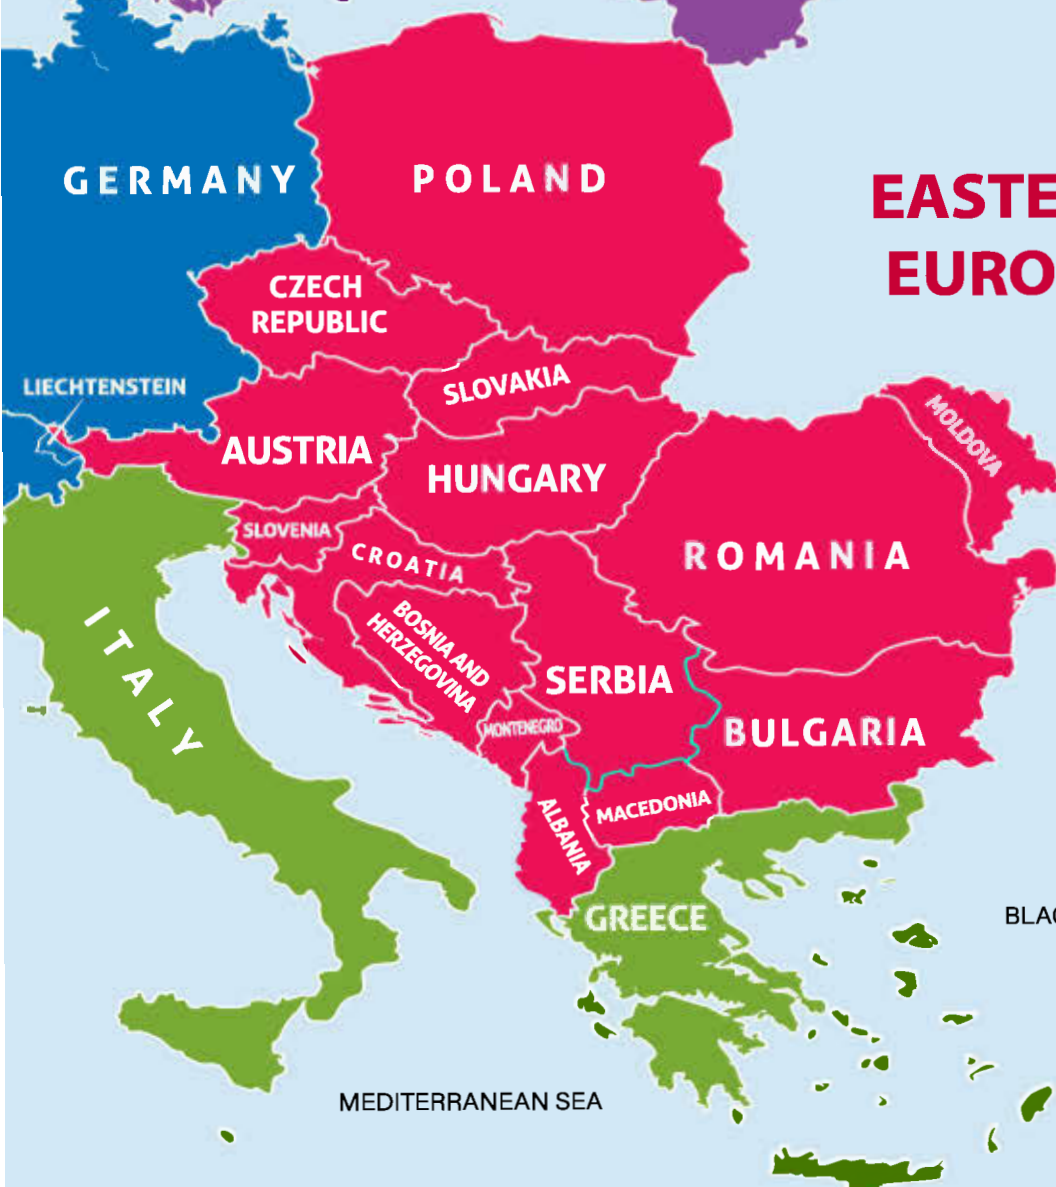 GERMANY
POLAND
EASTE
EURO
CZECH
REPUBLIC
LIECHTENSTEIN
SLOVAKIA
AUSTRIA
MOLDOVA
HUNGARY
SLOVENIA
CROATIA
ROMANIA
BOSNIA AND
HERZEGOVINA
ITALY
SERBIA
MONTENEGRO
BULGARIA
MACEDONIA
ALBANIA
GREECE
BLAC
MEDITERRANEAN SEA